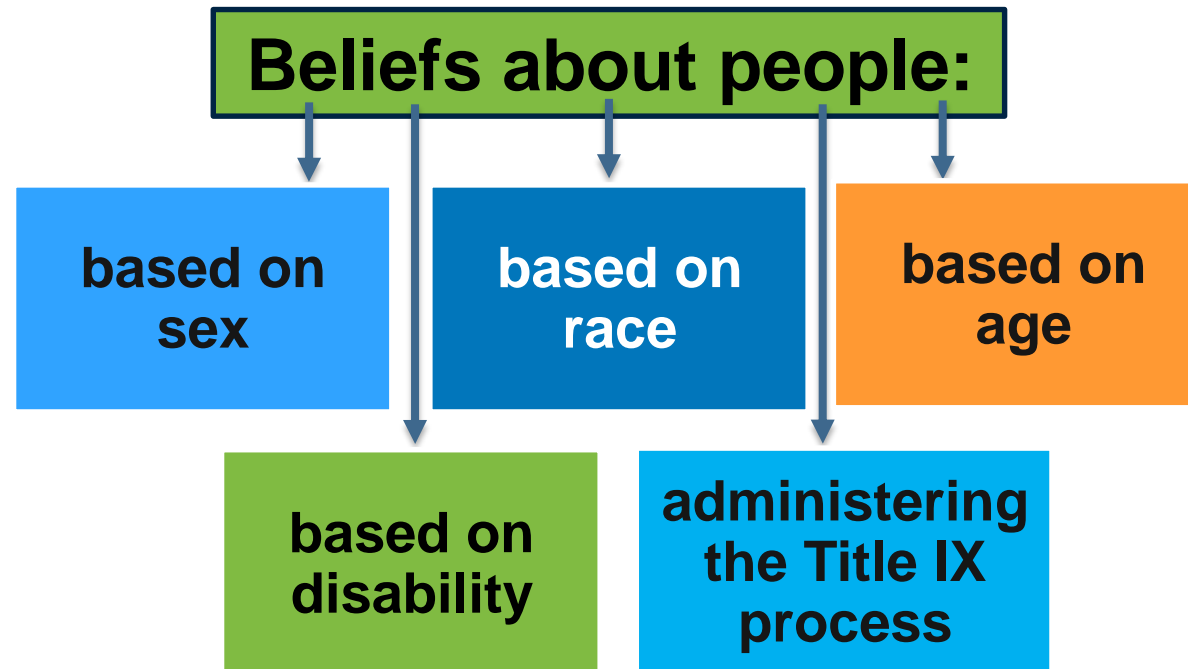 Beliefs about people:
based on
sex
based on
race
based on
age
based on
disability
administering
the Title IX
process